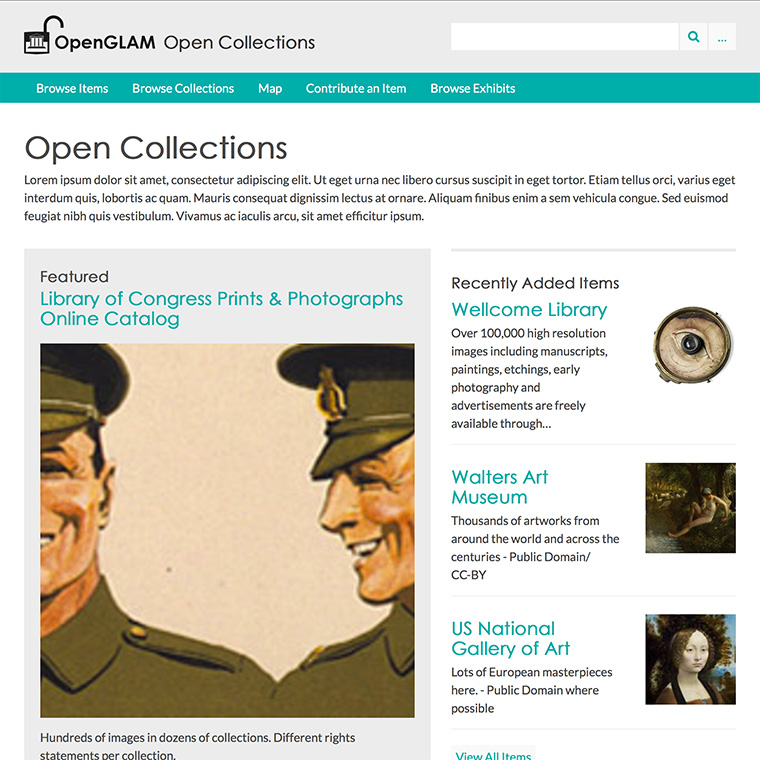 OpenGLAM Open Collections
...
Browse Items Browse Collections Map Contribute an Item Browse Exhibits
Open Collections
Lorem ipsum dolor sit amet, consectetur adipiscing elit. Ut eget urna nec libero cursus suscipit in eget tortor. Etiam tellus orci, varius eget
interdum quis, lobortis ac quam. Mauris consequat dignissim lectus at ornare. Aliquam finibus enim a sem vehicula congue. Sed euismod
feugiat nibh quis vestibulum. Vivamus ac iaculis arcu, sit amet efficitur ipsum.
Featured
Library of Congress Prints & Photographs
Online Catalog
Hundreds of images in dozens of collections. Different rights
statements per collection.
Recently Added Items
Wellcome Library
Over 100,000 high resolution
images including manuscripts,
paintings, etchings, early
photography and
advertisements are freely
available through...
Walters Art
Museum
Thousands of artworks from
around the world and across the
centuries - Public Domain/
CC-BY
US National
Gallery of Art
Lots of European masterpieces
here. - Public Domain where
possible
View All Items